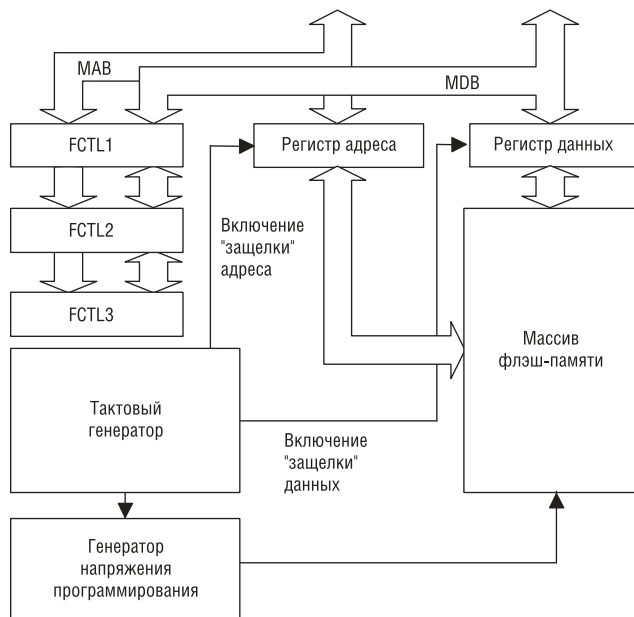 MAB
MDB
FCTL1
Регистр адреса
Регистр данных
FCTL2
Включение
"защелки"
адреса
FCTL3
Массив
флэш-памяти
Тактовый
генератор
Включение
"защелки"
данных
Генератор
напряжения
программирования